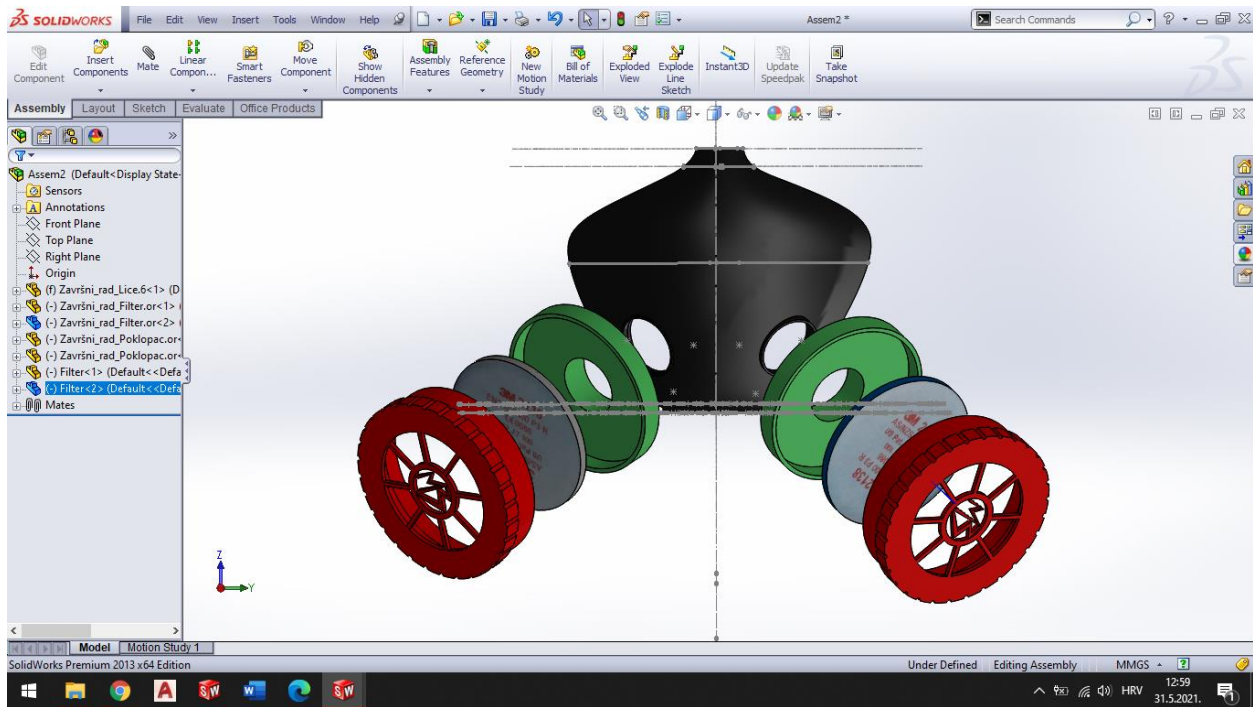 SOLIDWORKS File Edit View Insert Tools Window Help Assem2 * Search Commands
Edit Component
Insert Components
Mate
Linear Compon...
Smart Fasteners
Move Component
Show Hidden Components
Assembly Features
Reference Geometry
New Motion Study
Bill of Materials
Exploded View
Explode Line Sketch
Instant3D
Update Speedpak
Take Snapshot
Assembly Layout Sketch Evaluate Office Products
Assem2 (Default<Display State-
Sensors
Annotations
Front Plane
Top Plane
Right Plane
Origin
(f) Završni_rad_Lice.6<1> (D
(-) Završni_rad_Filter.or<1>
(-) Završni_rad_Filter.or<2>
(-) Završni_rad_Poklopac.or
(-) Završni_rad_Poklopac.or
(-) Filter<1> (Default<<Defa
(-) Filter<2> (Default<<Defa
Mates
3M
2138
Z
Y
Model Motion Study 1
SolidWorks Premium 2013 x64 Edition Under Defined Editing Assembly MMGS
HRV 12:59
31.5.2021.